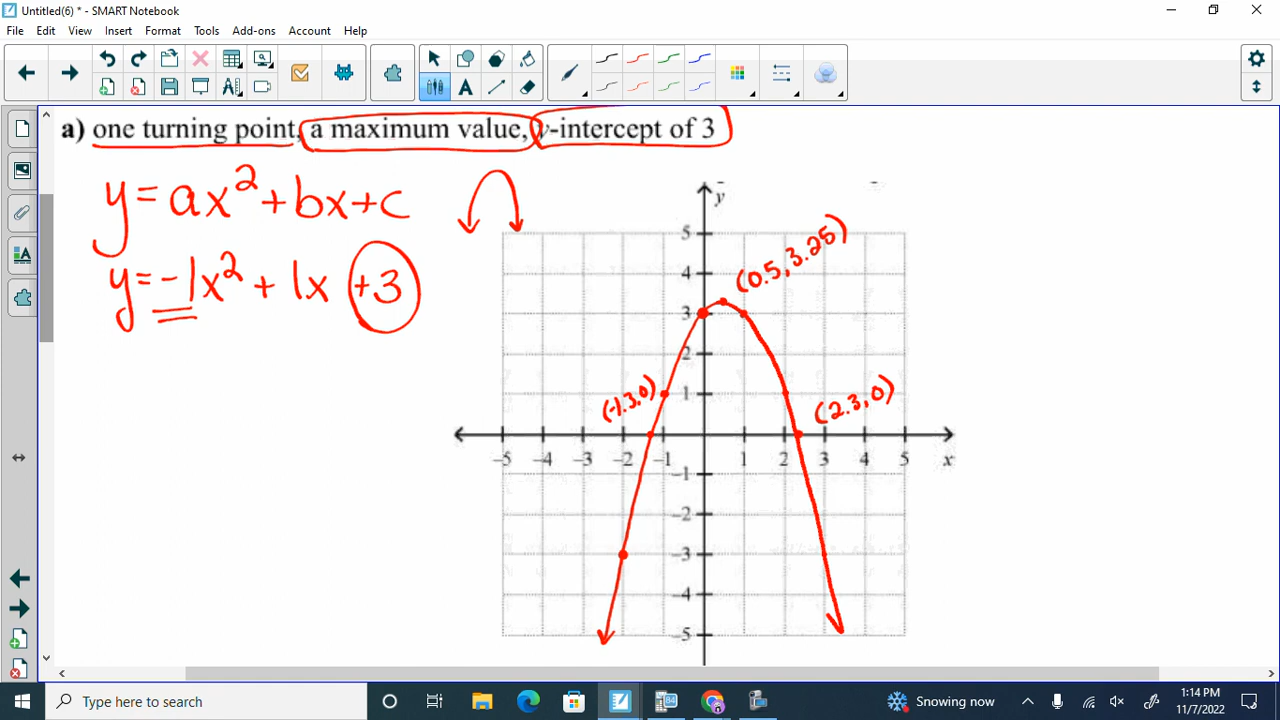 Untitled(6) * - SMART Notebook
File Edit View Insert Format Tools Add-ons Account Help
a) one turning point, a maximum value, y-intercept of 3
y=ax²+bx+c
y=-1x²+1x+3
y
(0.5,3.25)
5
4
3
2
1
(-1.3,0)
(2.3,0)
-5 -4 -3 -2 -1 1 2 3 4 5 x
-1
-2
-3
-4
-5
Type here to search
Snowing now
1:14 PM
11/7/2022